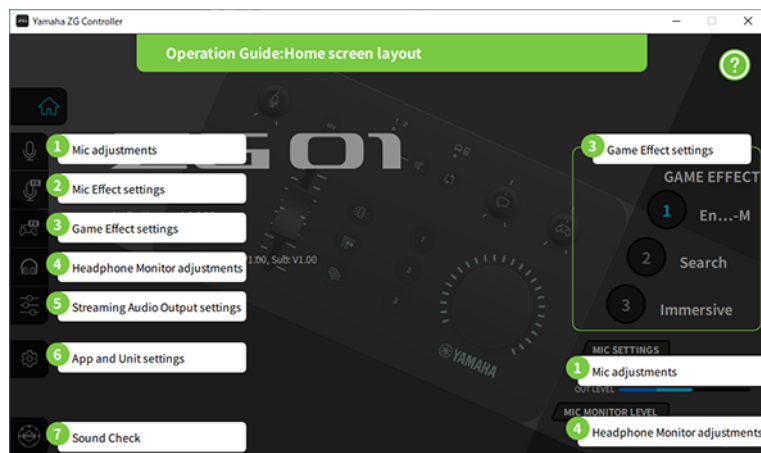 Yamaha ZG Controller
Operation Guide:Home screen layout
?
ZG 01
1 Mic adjustments
2 Mic Effect settings
3 Game Effect settings
4 Headphone Monitor adjustments
V1.00, Sub: V1.00
5 Streaming Audio Output settings
6 App and Unit settings
7 Sound Check
YAMAHA
3 Game Effect settings
GAME EFFECT
1 En...-M
2 Search
3 Immersive
MIC SETTINGS
1 Mic adjustments
OUT LEVEL
MIC MONITOR LEVEL
4 Headphone Monitor adjustments